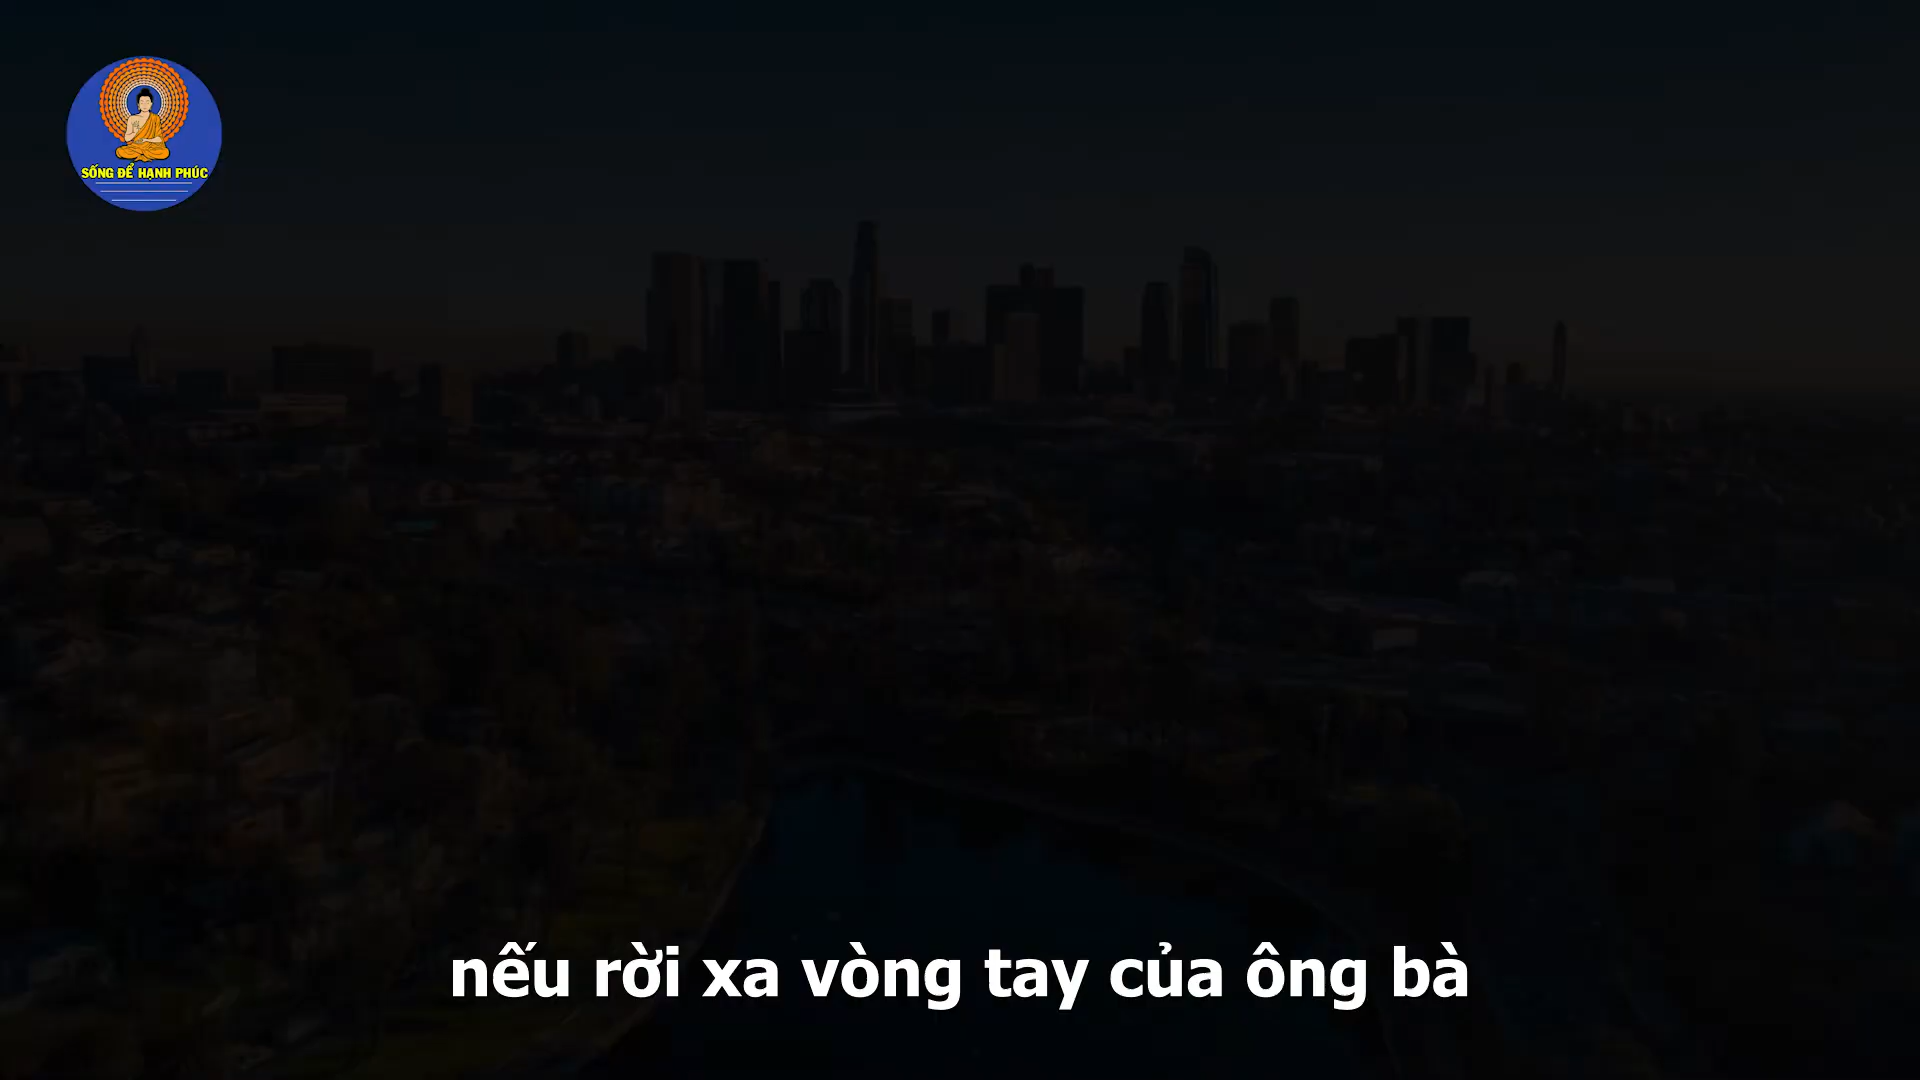 SỐNG ĐỂ HẠNH PHÚC
nếu rời xa vòng tay của ông bà